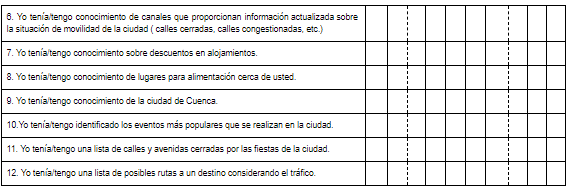 6. Yo tenía/tengo conocimiento de canales que proporcionan información actualizada sobre
la situación de movilidad de la ciudad ( calles cerradas, calles congestionadas, etc.)
7. Yo tenía/tengo conocimiento sobre descuentos en alojamientos.
8. Yo tenía/tengo conocimiento de lugares para alimentación cerca de usted.
9. Yo tenía/tengo conocimiento de la ciudad de Cuenca.
10.Yo tenía/tengo identificado los eventos más populares que se realizan en la ciudad.
11. Yo tenía/tengo una lista de calles y avenidas cerradas por las fiestas de la ciudad.
12. Yo tenía/tengo una lista de posibles rutas a un destino considerando el tráfico.